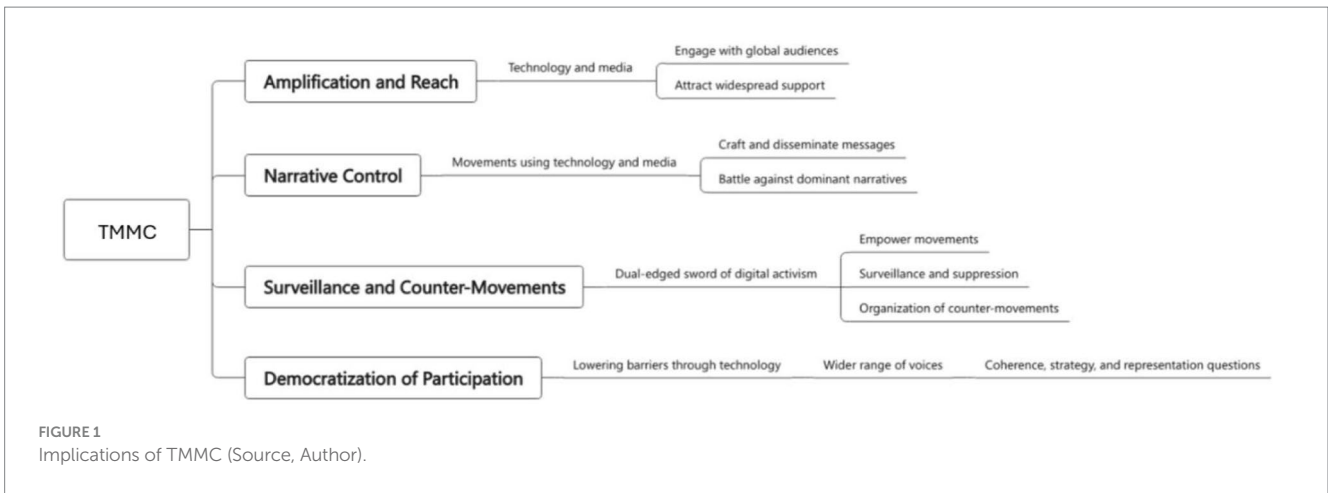 TMMC
Amplification and Reach
Technology and media
Engage with global audiences
Attract widespread support
Narrative Control
Movements using technology and media
Craft and disseminate messages
Battle against dominant narratives
Surveillance and Counter-Movements
Dual-edged sword of digital activism
Empower movements
Surveillance and suppression
Organization of counter-movements
Democratization of Participation
Lowering barriers through technology
Wider range of voices
Coherence, strategy, and representation questions
FIGURE 1
Implications of TMMC (Source, Author).